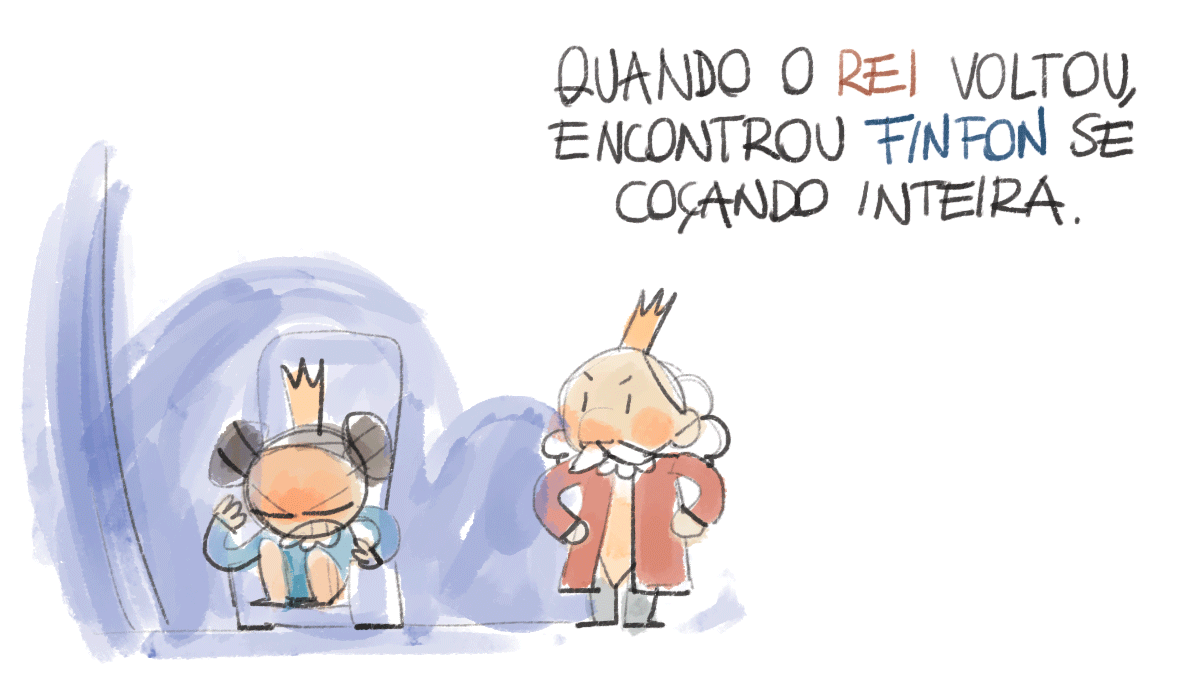 QUANDO O REI VOLTOU,
ENCONTROU FINFON SE
COÇANDO INTEIRA.